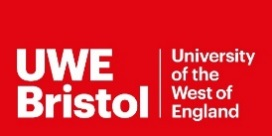 UWE
Bristol
University
of the
West of
England